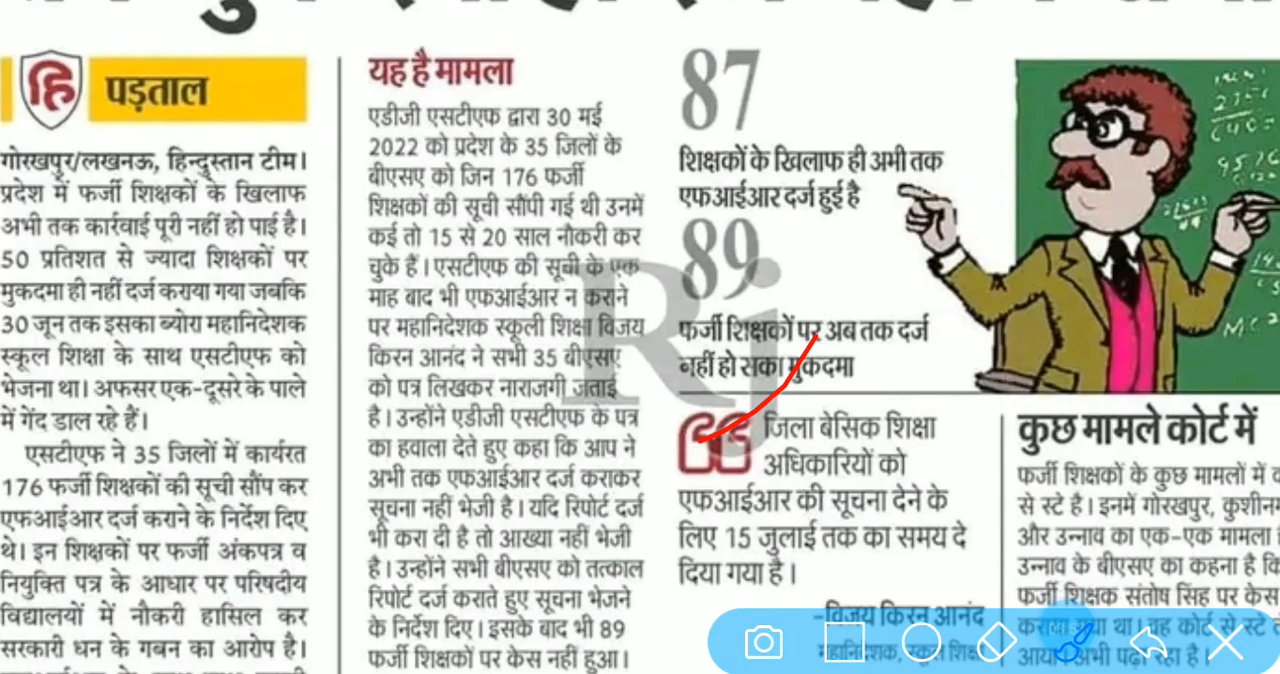 हि पड़ताल
गोरखपुर/लखनऊ, हिन्दुस्तान टीम।
प्रदेश में फर्जी शिक्षकों के खिलाफ
अभी तक कार्रवाई पूरी नहीं हो पाई है।
50 प्रतिशत से ज्यादा शिक्षकों पर
मुकदमा ही नहीं दर्ज कराया गया जबकि
30 जून तक इसका ब्योरा महानिदेशक
स्कूल शिक्षा के साथ एसटीएफ को
भेजना था। अफसर एक-दूसरे के पाले
में गेंद डाल रहे हैं।
एसटीएफ ने 35 जिलों में कार्यरत
176 फर्जी शिक्षकों की सूची सौंप कर
एफआईआर दर्ज कराने के निर्देश दिए
थे। इन शिक्षकों पर फर्जी अंकपत्र व
नियुक्ति पत्र के आधार पर परिषदीय
विद्यालयों में नौकरी हासिल कर
सरकारी धन के गबन का आरोप है।
यह है मामला
एडीजी एसटीएफ द्वारा 30 मई
2022 को प्रदेश के 35 जिलों के
बीएसए को जिन 176 फर्जी
शिक्षकों की सूची सौंपी गई थी उनमें
कई तो 15 से 20 साल नौकरी कर
चुके हैं। एसटीएफ की सूची के एक
माह बाद भी एफआईआर न कराने
पर महानिदेशक स्कूली शिक्षा विजय
किरन आनंद ने सभी 35 बीएसए
को पत्र लिखकर नाराजगी जताई
है। उन्होंने एडीजी एसटीएफ के पत्र
का हवाला देते हुए कहा कि आप ने
अभी तक एफआईआर दर्ज कराकर
सूचना नहीं भेजी है। यदि रिपोर्ट दर्ज
भी करा दी है तो आख्या नहीं भेजी
है। उन्होंने सभी बीएसए को तत्काल
रिपोर्ट दर्ज कराते हुए सूचना भेजने
के निर्देश दिए। इसके बाद भी 89
फर्जी शिक्षकों पर केस नहीं हुआ।
87
शिक्षकों के खिलाफ ही अभी तक
एफआईआर दर्ज हुई है
89
फर्जी शिक्षकों पर अब तक दर्ज
नहीं हो सका मुकदमा
जिला बेसिक शिक्षा
अधिकारियों को
एफआईआर की सूचना देने के
लिए 15 जुलाई तक का समय दे
दिया गया है।
-विजय किरन आनंद
महानिदेशक, स्कूल शिक्षा
कुछ मामले कोर्ट में
फर्जी शिक्षकों के कुछ मामलों में
से स्टे है। इनमें गोरखपुर,
और उन्नाव का एक-एक मामला
उन्नाव के बीएसए का कहना है
फर्जी शिक्षक संतोष सिंह पर केस
कराया गया था। वह कोर्ट से स्टे
अभी पढ़ा रहा है।
Rj